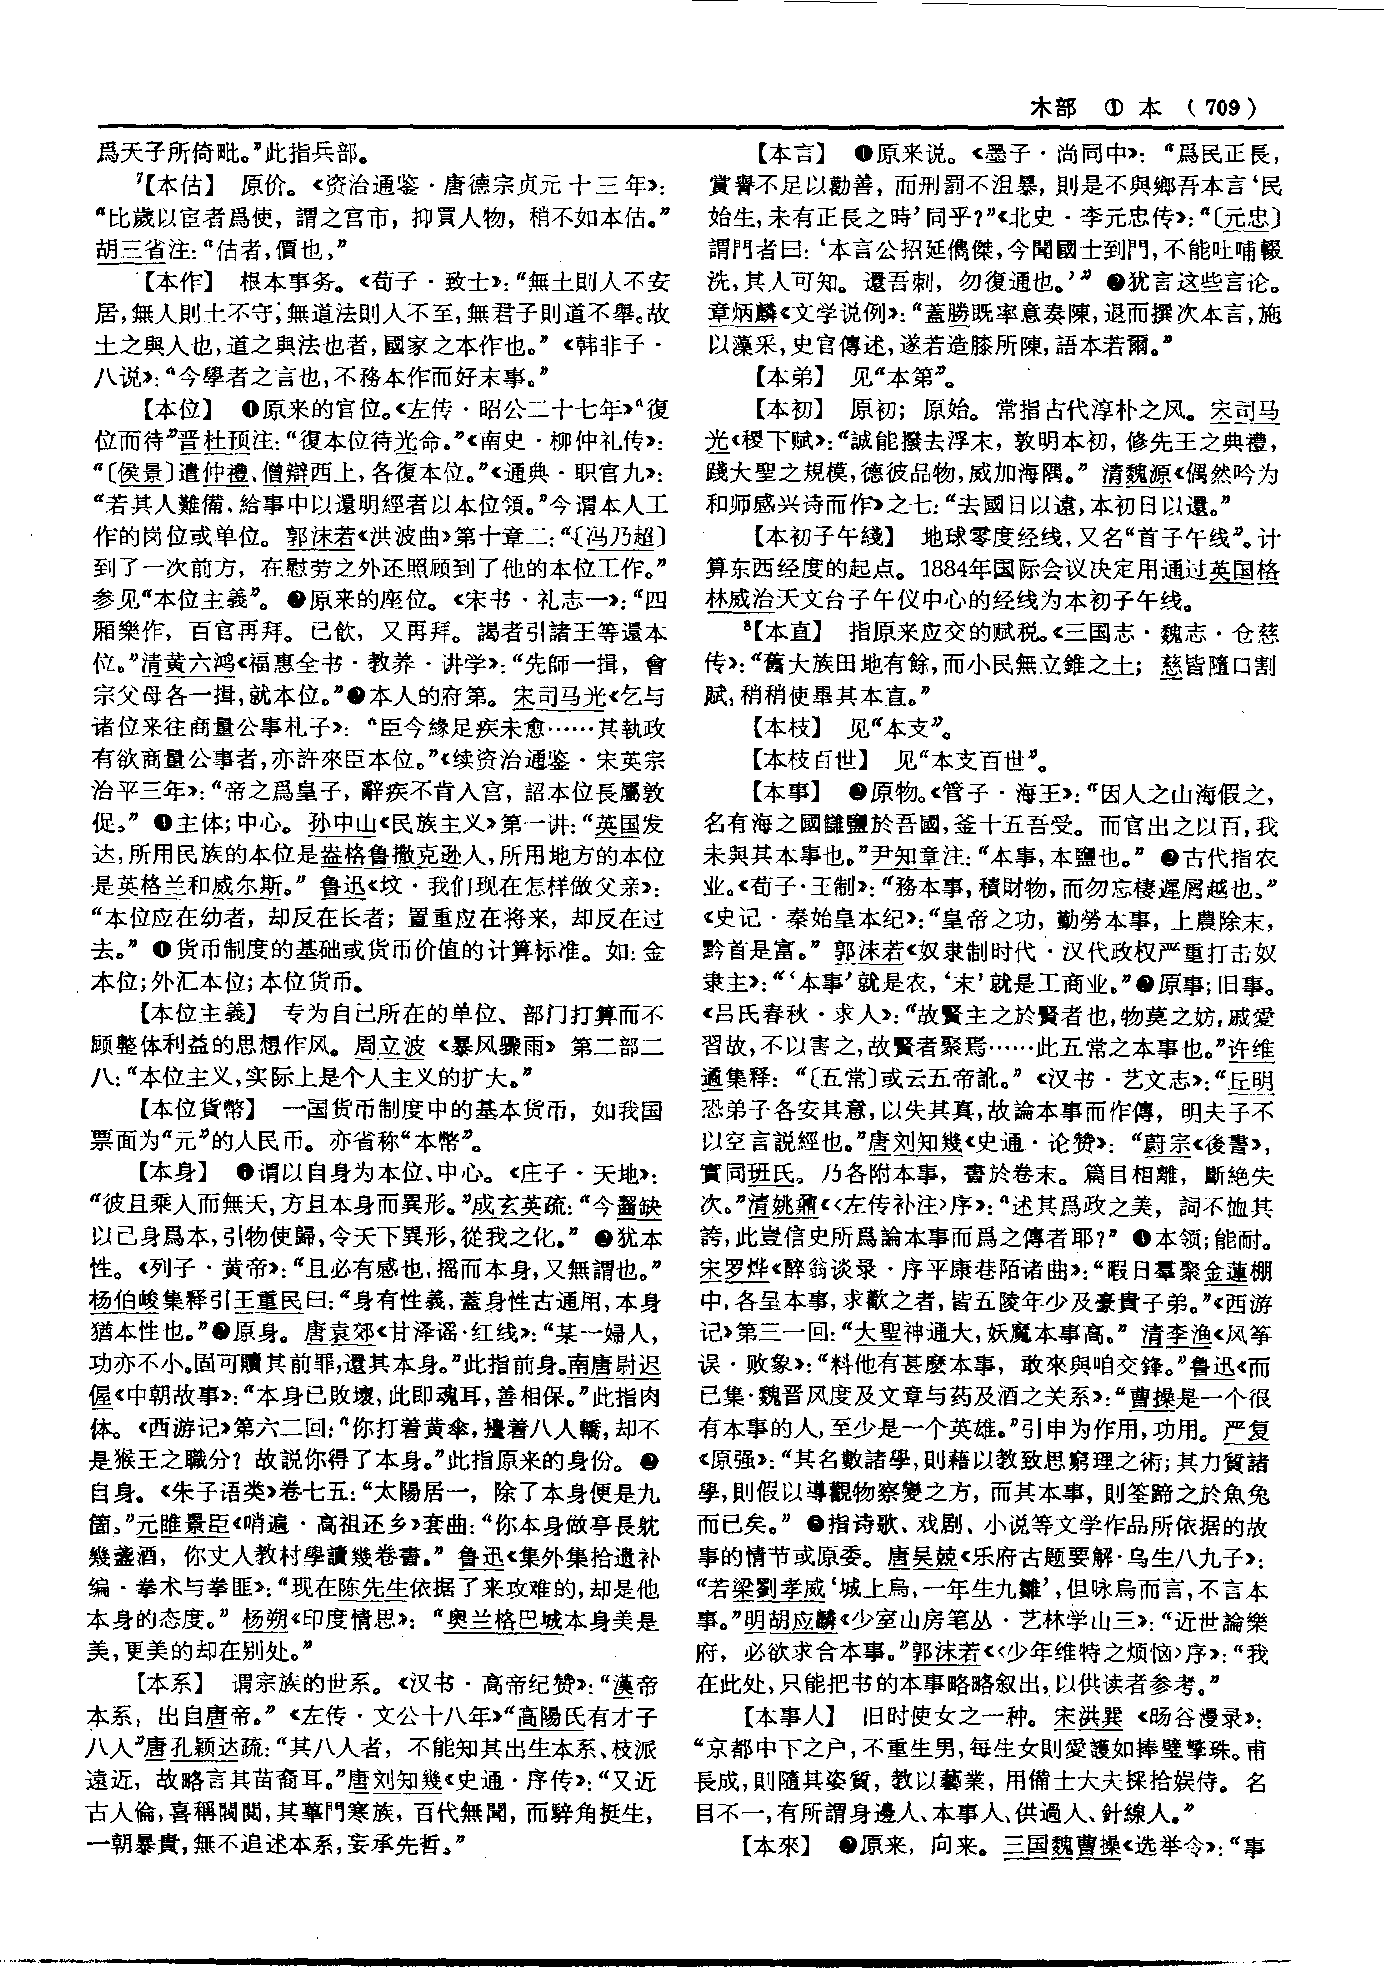 木部 ① 本 (709)
爲天子所倚毗。”此指兵部。
7【本估】 原价。《资治通鉴·唐德宗贞元十三年》：
“比歲以宦者爲使，謂之宫市，抑買人物，稍不如本估。”
胡三省注：“估者，價也，”
【本作】 根本事务。《荀子·致士》：“無土則人不安
居，無人則土不守；無道法則人不至，無君子則道不舉。故
土之與人也，道之與法也者，國家之本作也。”《韩非子·
八说》：“今學者之言也，不務本作而好末事。”
【本位】 ❶原来的官位。《左传·昭公二十七年》“復
位而待”晋杜预注：“復本位待光命。”《南史·柳仲礼传》：
“〔侯景〕遣仲禮、僧辯西上，各復本位。”《通典·职官九》：
“若其人難備，給事中以還明經者以本位領。”今谓本人工
作的岗位或单位。郭沫若《洪波曲》第十章二：“〔冯乃超〕
到了一次前方，在慰劳之外还照顾到了他的本位工作。”
参见“本位主義”。❷原来的座位。《宋书·礼志一》：“四
厢樂作，百官再拜。已飲，又再拜。謁者引諸王等還本
位。”清黄六鸿《福惠全书·教养·讲学》：“先師一揖，會
宗父母各一揖，就本位。”❸本人的府第。宋司马光《乞与
诸位来往商量公事札子》：“臣今緣足疾未愈……其執政
有欲商量公事者，亦許來臣本位。”《续资治通鉴·宋英宗
治平三年》：“帝之爲皇子，辭疾不肯入宫，詔本位長屬敦
促。”❹主体；中心。孙中山《民族主义》第一讲：“英国发
达，所用民族的本位是盎格鲁撒克逊人，所用地方的本位
是英格兰和威尔斯。”鲁迅《坟·我们现在怎样做父亲》：
“本位应在幼者，却反在长者；置重应在将来，却反在过
去。”❺货币制度的基础或货币价值的计算标准。如：金
本位；外汇本位；本位货币。
【本位主義】 专为自己所在的单位、部门打算而不
顾整体利益的思想作风。周立波《暴风骤雨》第二部二
八：“本位主义，实际上是个人主义的扩大。”
【本位貨幣】 一国货币制度中的基本货币，如我国
票面为“元”的人民币。亦省称“本幣”。
【本身】 ❶谓以自身为本位、中心。《庄子·天地》：
“彼且乘人而無天，方且本身而異形。”成玄英疏：“今齧缺
以己身爲本，引物使歸，令天下異形，從我之化。”❷犹本
性。《列子·黄帝》：“且必有感也，摇而本身，又無謂也。”
杨伯峻集释引王重民曰：“身有性義，蓋身性古通用，本身
猶本性也。”❸原身。唐袁郊《甘泽谣·红线》：“某一婦人，
功亦不小。固可贖其前罪，還其本身。”此指前身。南唐尉迟
偓《中朝故事》：“本身已敗壞，此即魂耳，善相保。”此指肉
体。《西游记》第六二回：“你打着黄傘，擡着八人轎，却不
是猴王之職分？故説你得了本身。”此指原来的身份。❹
自身。《朱子语类》卷七五：“太陽居一，除了本身便是九
箇。”元睢景臣《哨遍·高祖还乡》套曲：“你本身做亭長躭
幾盞酒，你丈人教村學讀幾卷書。”鲁迅《集外集拾遗补
编·拳术与拳匪》：“现在陈先生依据了来攻难的，却是他
本身的态度。”杨朔《印度情思》：“奥兰格巴城本身美是
美，更美的却在别处。”
【本系】 谓宗族的世系。《汉书·高帝纪赞》：“漢帝
本系，出自唐帝。”《左传·文公十八年》“高陽氏有才子
八人”唐孔颖达疏：“其八人者，不能知其出生本系、枝派
遠近，故略言其苗裔耳。”唐刘知幾《史通·序传》：“又近
古人倫，喜稱閥閱，其蓽門寒族，百代無聞，而騂角挺生，
一朝暴貴，無不追述本系，妄承先哲。”
【本言】 ❶原来说。《墨子·尚同中》：“爲民正長，
賞譽不足以勸善，而刑罰不沮暴，則是不與鄉吾本言‘民
始生，未有正長之時’同乎？”《北史·李元忠传》：“〔元忠〕
謂門者曰：‘本言公招延儁傑，今聞國士到門，不能吐哺輟
洗，其人可知。還吾刺，勿復通也。’”❷犹言这些言论。
章炳麟《文学说例》：“蓋勝既率意奏陳，退而撰次本言，施
以藻采，史官傳述，遂若造膝所陳，語本若爾。”
【本弟】 见“本第”。
【本初】 原初；原始。常指古代淳朴之风。宋司马
光《稷下赋》：“誠能撥去浮末，敦明本初，修先王之典禮，
踐大聖之規模，德彼品物，威加海隅。”清魏源《偶然吟为
和师感兴诗而作》之七：“去國日以遠，本初日以還。”
【本初子午綫】 地球零度经线，又名“首子午线”。计
算东西经度的起点。1884年国际会议决定用通过英国格
林威治天文台子午仪中心的经线为本初子午线。
8【本直】 指原来应交的赋税。《三国志·魏志·仓慈
传》：“舊大族田地有餘，而小民無立錐之土；慈皆隨口割
賦，稍稍使畢其本直。”
【本枝】 见“本支”。
【本枝百世】 见“本支百世”。
【本事】 ❶原物。《管子·海王》：“因人之山海假之，
名有海之國讎鹽於吾國，釜十五吾受。而官出之以百，我
未與其本事也。”尹知章注：“本事，本鹽也。”❷古代指农
业。《荀子·王制》：“務本事，積財物，而勿忘棲遲屑越也。”
《史记·秦始皇本纪》：“皇帝之功，勤勞本事，上農除末，
黔首是富。”郭沫若《奴隶制时代·汉代政权严重打击奴
隶主》：“‘本事’就是农，‘末’就是工商业。”❸原事；旧事。
《吕氏春秋·求人》：“故賢主之於賢者也，物莫之妨，戚愛
習故，不以害之，故賢者聚焉……此五常之本事也。”许维
遹集释：“〔五常〕或云五帝訛。”《汉书·艺文志》：“丘明
恐弟子各安其意，以失其真，故論本事而作傳，明夫子不
以空言説經也。”唐刘知幾《史通·论赞》：“蔚宗《後書》，
實同班氏。乃各附本事，書於卷末。篇目相離，斷絶失
次。”清姚鼐《〈左传补注〉序》：“述其爲政之美，詞不恤其
誇，此豈信史所爲論本事而爲之傳者耶？”❹本领；能耐。
宋罗烨《醉翁谈录·序平康巷陌诸曲》：“暇日羣聚金蓮棚
中，各呈本事，求歡之者，皆五陵年少及豪貴子弟。”《西游
记》第三一回：“大聖神通大，妖魔本事高。”清李渔《风筝
误·败象》：“料他有甚麽本事，敢來與咱交鋒。”鲁迅《而
已集·魏晋风度及文章与药及酒之关系》：“曹操是一个很
有本事的人，至少是一个英雄。”引申为作用，功用。严复
《原强》：“其名數諸學，則藉以教致思窮理之術；其力質諸
學，則假以導觀物察變之方，而其本事，則筌蹄之於魚兔
而已矣。”❺指诗歌、戏剧、小说等文学作品所依据的故
事的情节或原委。唐吴兢《乐府古题要解·乌生八九子》：
“若梁劉孝威‘城上烏，一年生九雛’，但咏烏而言，不言本
事。”明胡应麟《少室山房笔丛·艺林学山三》：“近世論樂
府，必欲求合本事。”郭沫若《〈少年维特之烦恼〉序》：“我
在此处，只能把书的本事略略叙出，以供读者参考。”
【本事人】 旧时使女之一种。宋洪巽《旸谷漫录》：
“京都中下之户，不重生男，每生女則愛護如捧璧擎珠。甫
長成，則隨其姿質，教以藝業，用備士大夫採拾娱侍。名
目不一，有所謂身邊人、本事人、供過人、針線人。”
【本來】 ❶原来，向来。三国魏曹操《选举令》：“事